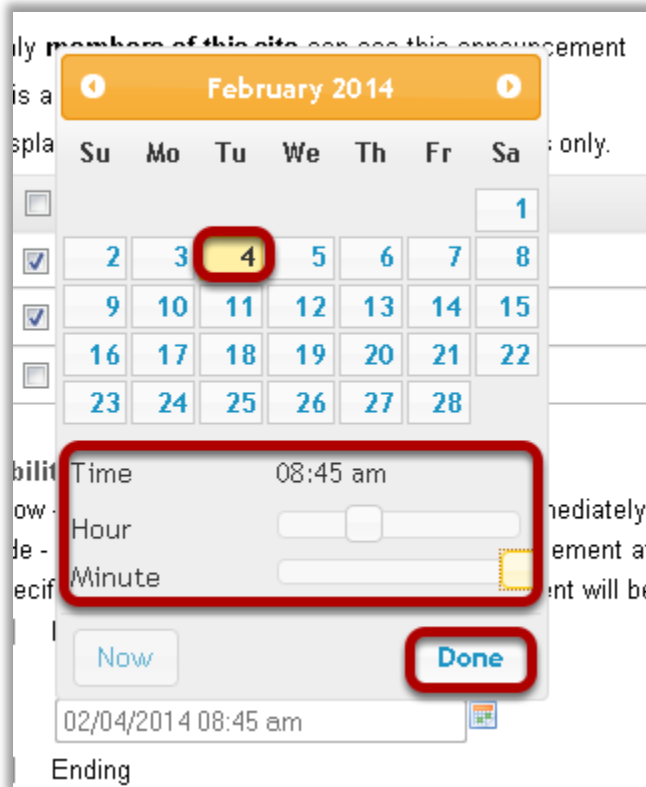 members of this site can see this announcement
is a
February 2014
only.
Su Mo Tu We Th Fr Sa
1
2 3 4 5 6 7 8
9 10 11 12 13 14 15
16 17 18 19 20 21 22
23 24 25 26 27 28
Time 08:45 am
Hour
Minute
nt will be
Now Done
02/04/2014 08:45 am
Ending